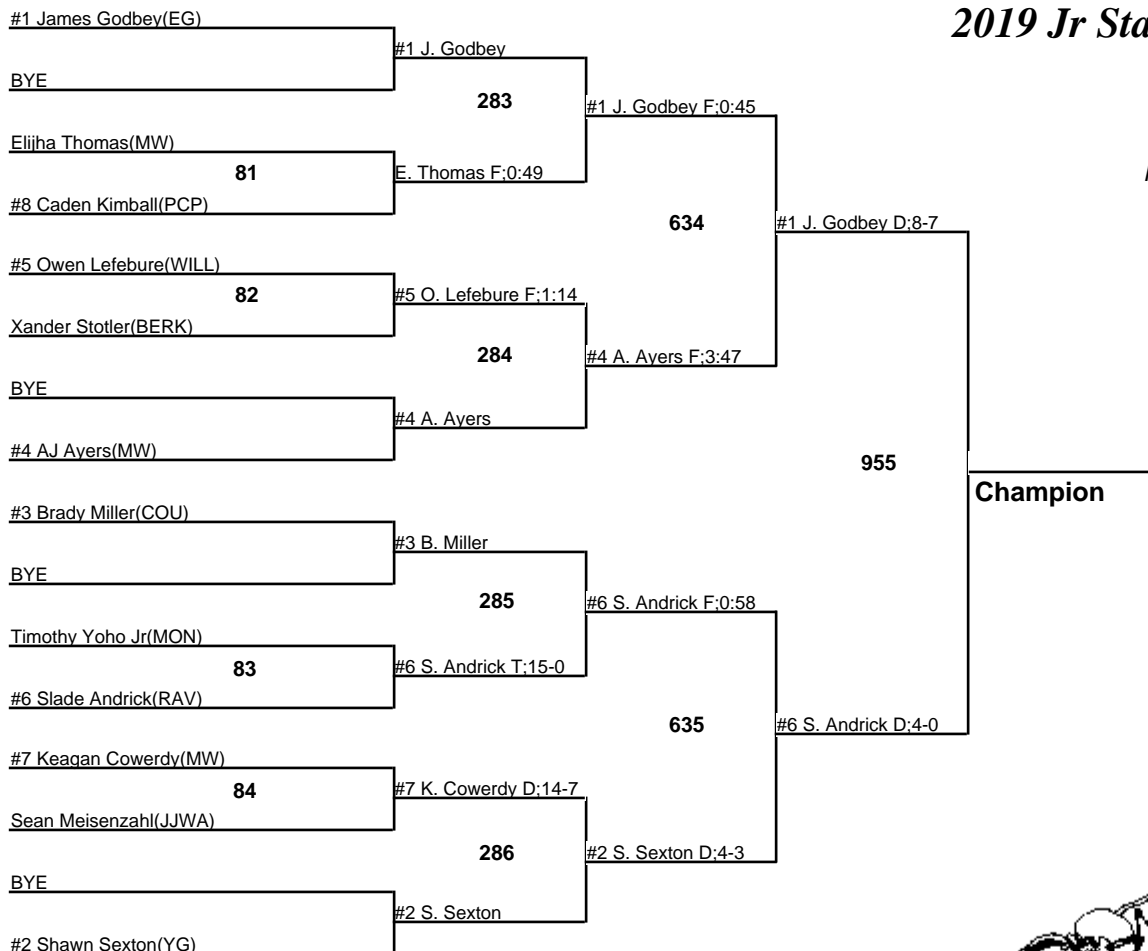 2019 Jr Sta
#1 James Godbey(EG)
BYE
Elijha Thomas(MW)
81
#8 Caden Kimball(PCP)
#5 Owen Lefebure(WILL)
82
Xander Stotler(BERK)
BYE
#4 AJ Ayers(MW)
#3 Brady Miller(COU)
BYE
Timothy Yoho Jr(MON)
83
#6 Slade Andrick(RAV)
#7 Keagan Cowerdy(MW)
84
Sean Meisenzahl(JJWA)
BYE
#2 Shawn Sexton(YG)
#1 J. Godbey
283
E. Thomas F;0:49
#5 O. Lefebure F;1:14
284
#4 A. Ayers
#3 B. Miller
285
#6 S. Andrick T;15-0
#7 K. Cowerdy D;14-7
286
#2 S. Sexton
#1 J. Godbey F;0:45
634
#4 A. Ayers F;3:47
#6 S. Andrick F;0:58
635
#2 S. Sexton D;4-3
#1 J. Godbey D;8-7
955
#6 S. Andrick D;4-0
Champion